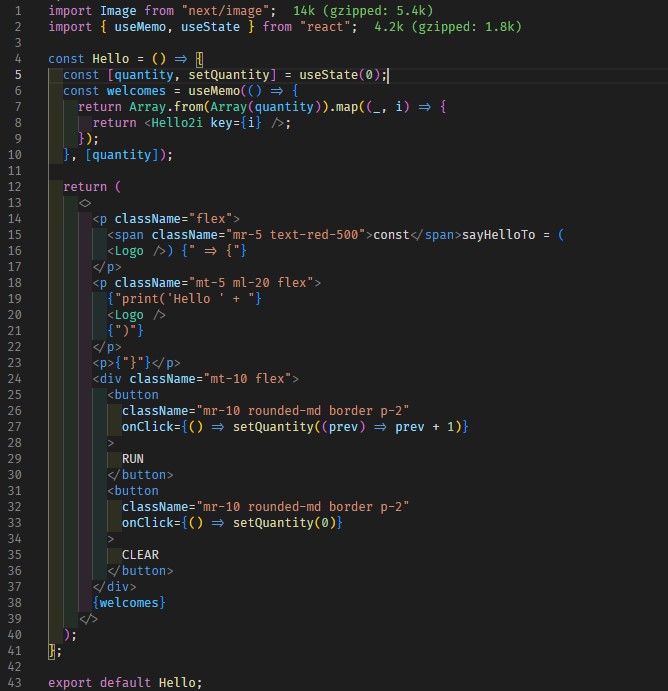 1 import Image from "next/image"; 14k (gzipped: 5.4k)
2 import { useMemo, useState } from "react"; 4.2k (gzipped: 1.8k)
3
4 const Hello = () => {
5   const [quantity, setQuantity] = useState(0);
6   const welcomes = useMemo(() => {
7     return Array.from(Array(quantity)).map((_, i) => {
8       return <Hello2i key={i} />;
9     });
10   }, [quantity]);
11
12   return (
13     <>
14       <p className="flex">
15         <span className="mr-5 text-red-500">const</span>sayHelloTo = (
16         <Logo />) {" => {"}
17       </p>
18       <p className="mt-5 ml-20 flex">
19         {"print('Hello ' + "}
20         <Logo />
21         {")"}
22       </p>
23       <p>{"}"}</p>
24       <div className="mt-10 flex">
25         <button
26           className="mr-10 rounded-md border p-2"
27           onClick={() => setQuantity((prev) => prev + 1)}
28         >
29           RUN
30         </button>
31         <button
32           className="mr-10 rounded-md border p-2"
33           onClick={() => setQuantity(0)}
34         >
35           CLEAR
36         </button>
37       </div>
38       {welcomes}
39     </>
40   );
41 };
42
43 export default Hello;